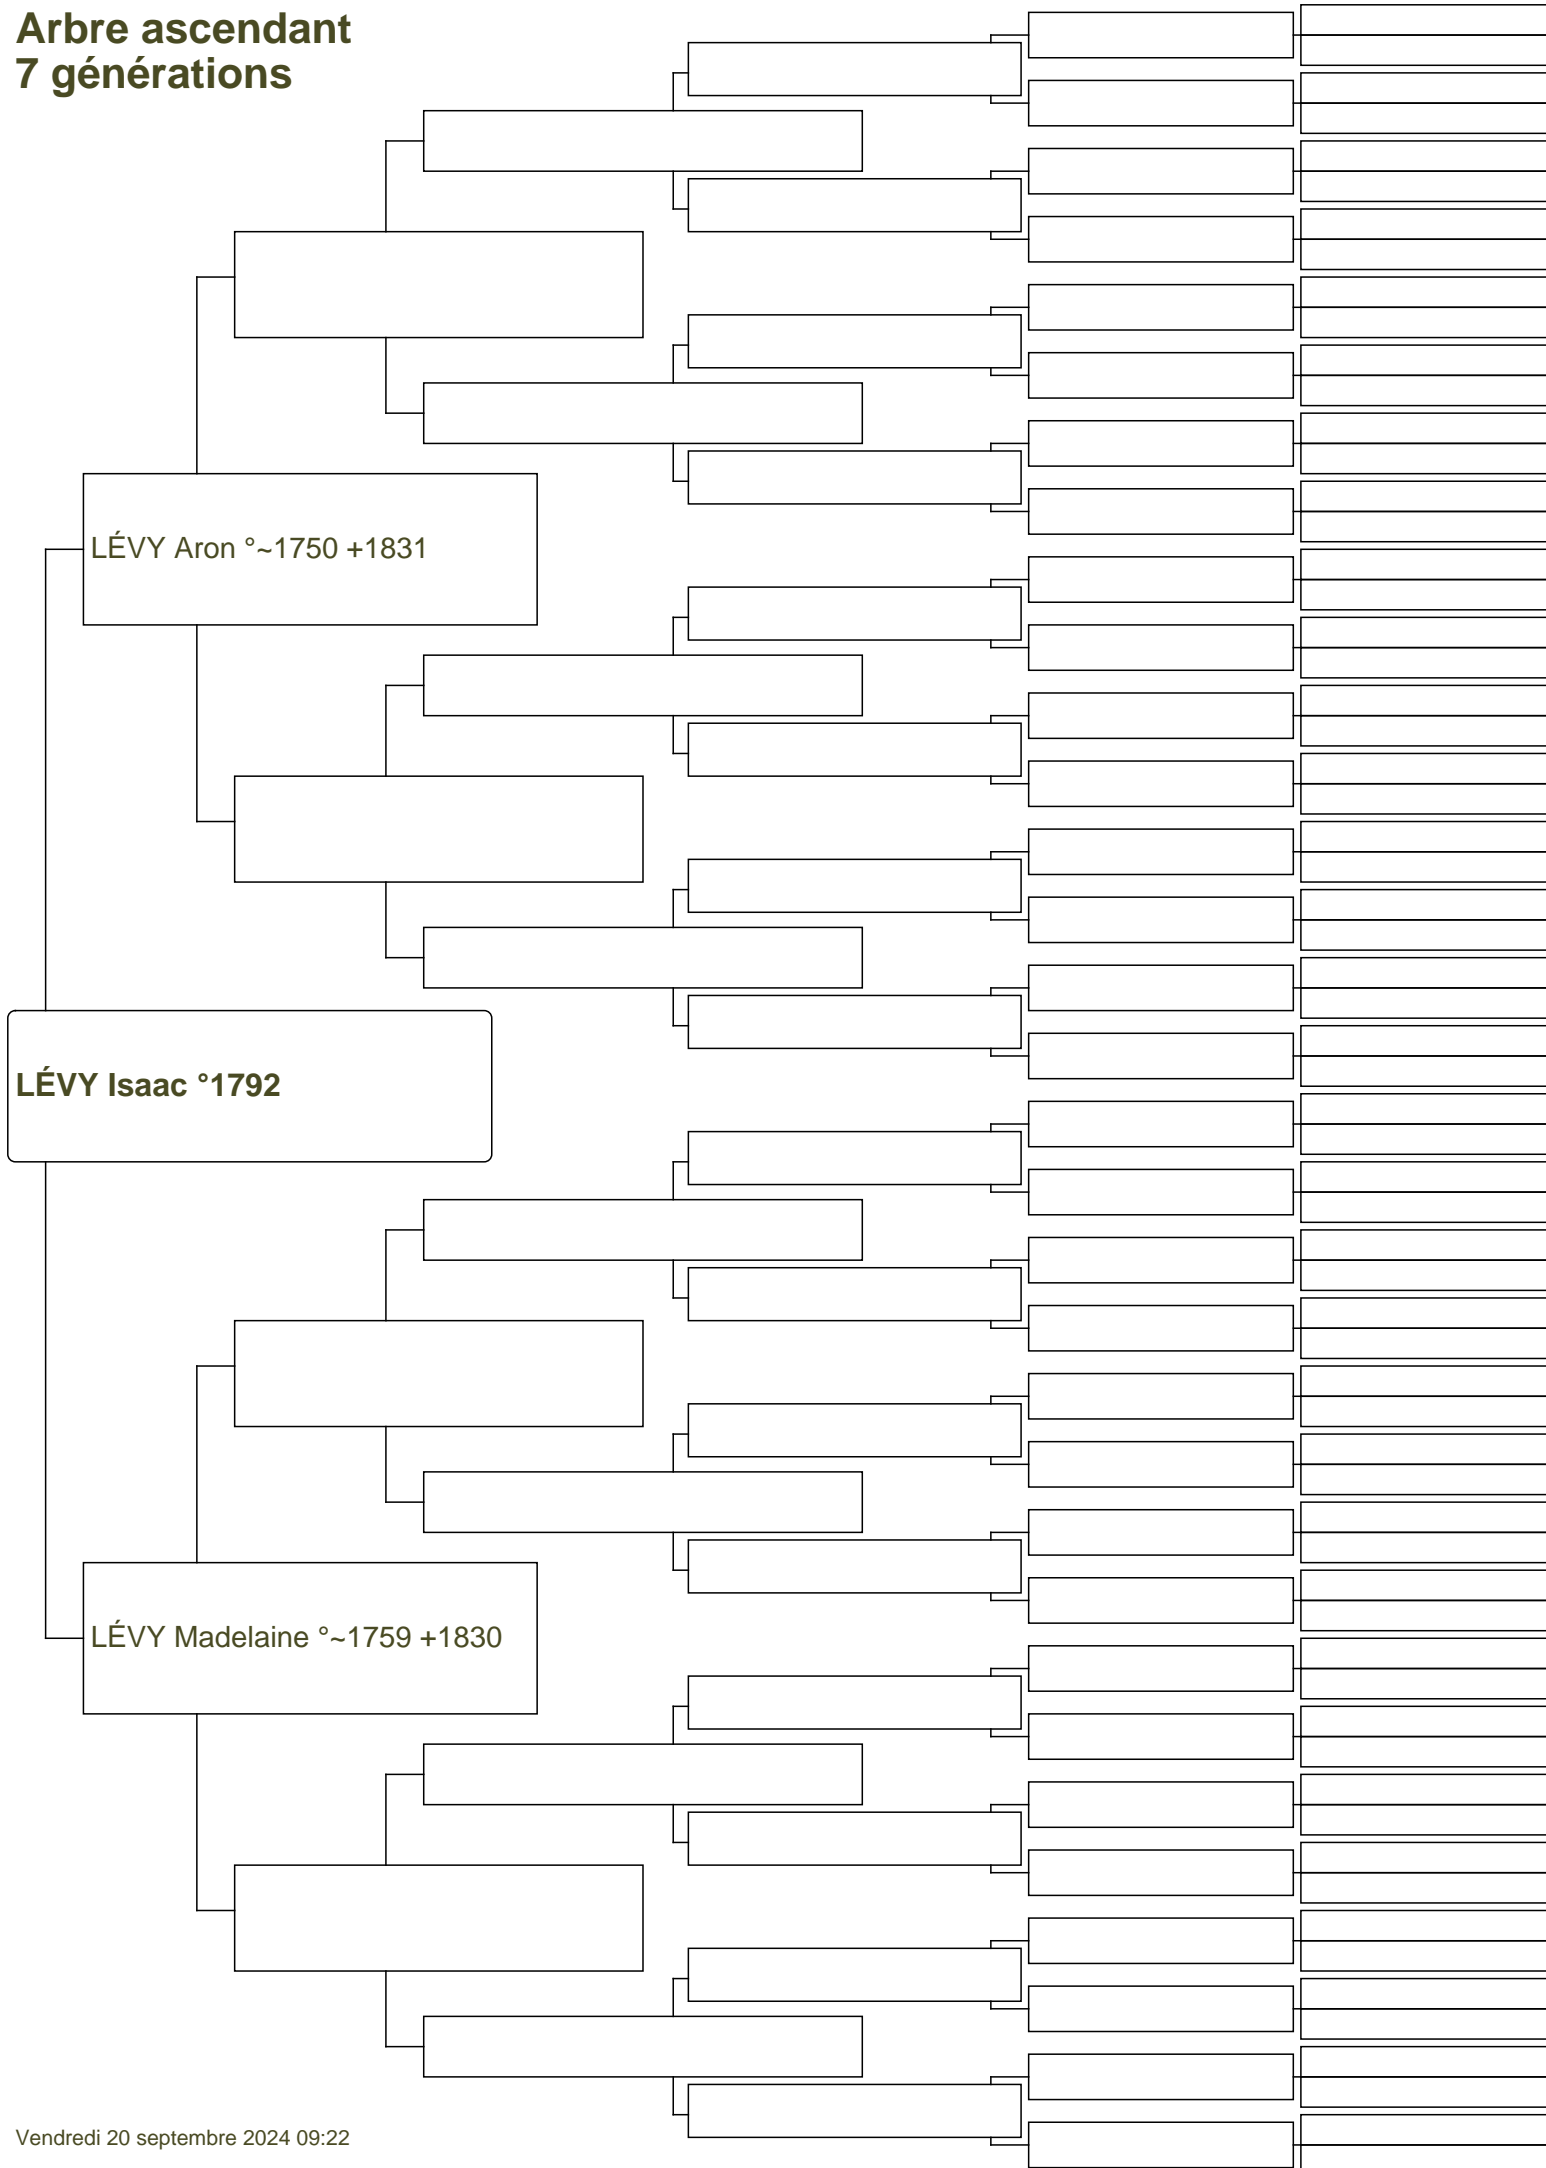 Arbre ascendant
7 générations
LÉVY Aron °~1750 +1831
LÉVY Isaac °1792
LÉVY Madelaine °~1759 +1830
Vendredi 20 septembre 2024 09:22